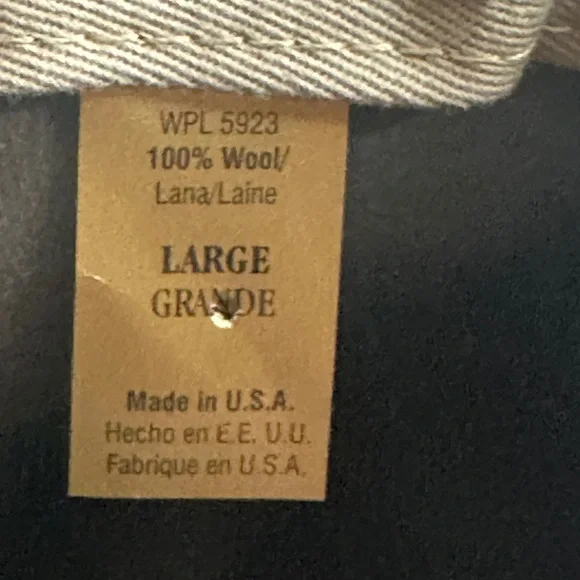 WPL 5923
100% Wool/
Lana/Laine
LARGE
GRANDE
Made in U.S.A.
Hecho en E.E. U.U.
Fabrique en U.S.A.